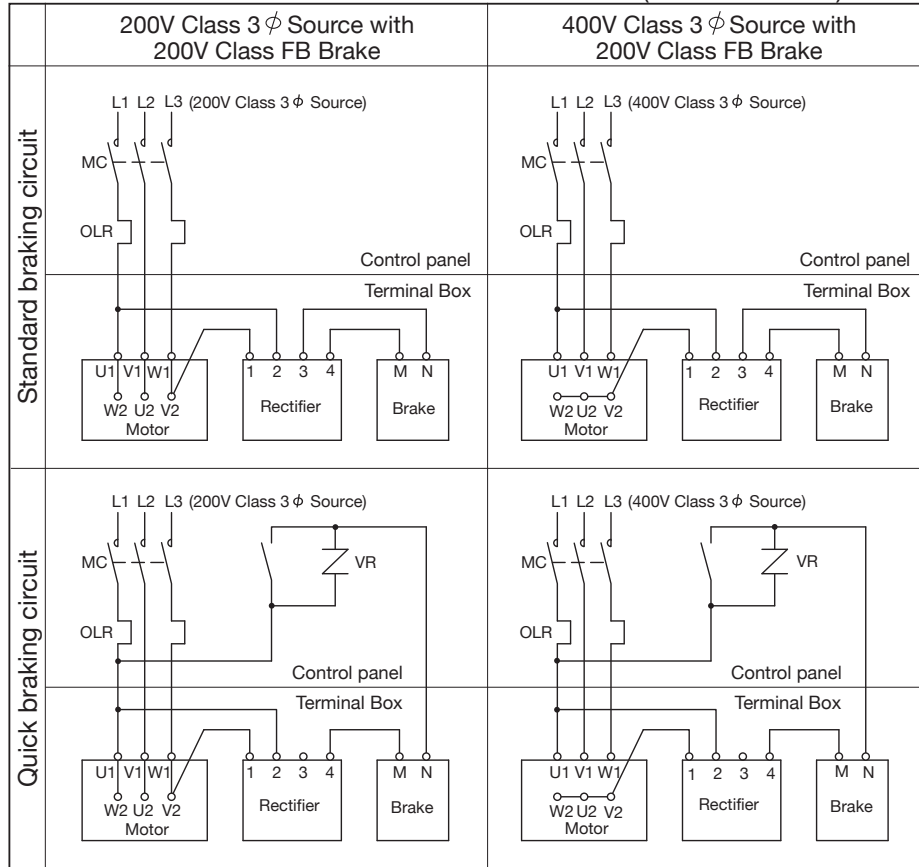 200V Class 3 ϕ Source with
200V Class FB Brake
400V Class 3 ϕ Source with
200V Class FB Brake
Standard braking circuit
L1 L2 L3 (200V Class 3 ϕ Source)
MC
OLR
Control panel
Terminal Box
U1 V1 W1
1 2 3 4
M N
W2 U2 V2
Motor
Rectifier
Brake
L1 L2 L3 (400V Class 3 ϕ Source)
MC
OLR
Control panel
Terminal Box
U1 V1 W1
1 2 3 4
M N
W2 U2 V2
Motor
Rectifier
Brake
Quick braking circuit
L1 L2 L3 (200V Class 3 ϕ Source)
MC
VR
OLR
Control panel
Terminal Box
U1 V1 W1
1 2 3 4
M N
W2 U2 V2
Motor
Rectifier
Brake
L1 L2 L3 (400V Class 3 ϕ Source)
MC
VR
OLR
Control panel
Terminal Box
U1 V1 W1
1 2 3 4
M N
W2 U2 V2
Motor
Rectifier
Brake